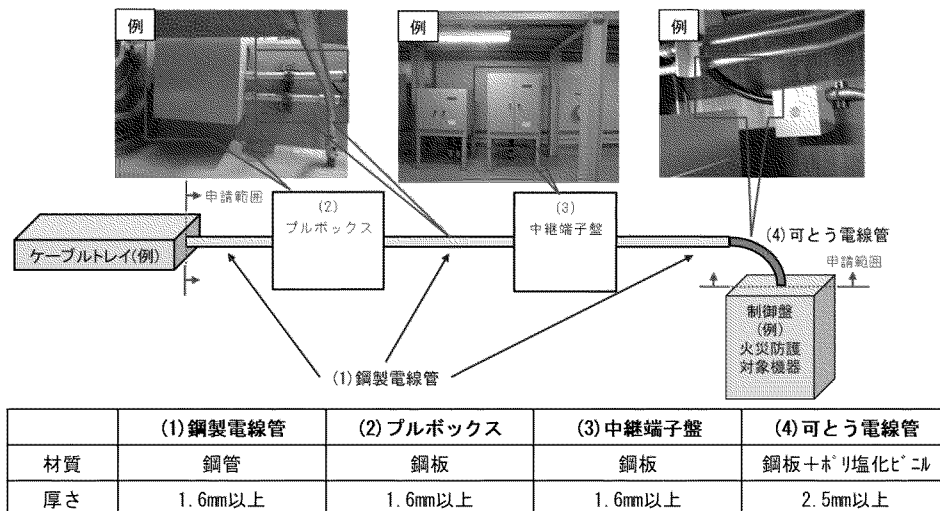 例
例
例
申請範囲
(2)
プルボックス
(3)
中継端子盤
(4)可とう電線管
申請範囲
ケーブルトレイ(例)
制御盤
(例)
火災防護
対象機器
(1)鋼製電線管
(1)鋼製電線管 (2)プルボックス (3)中継端子盤 (4)可とう電線管
材質 鋼管 鋼板 鋼板 鋼板+ポリ塩化ビニル
厚さ 1.6mm以上 1.6mm以上 1.6mm以上 2.5mm以上